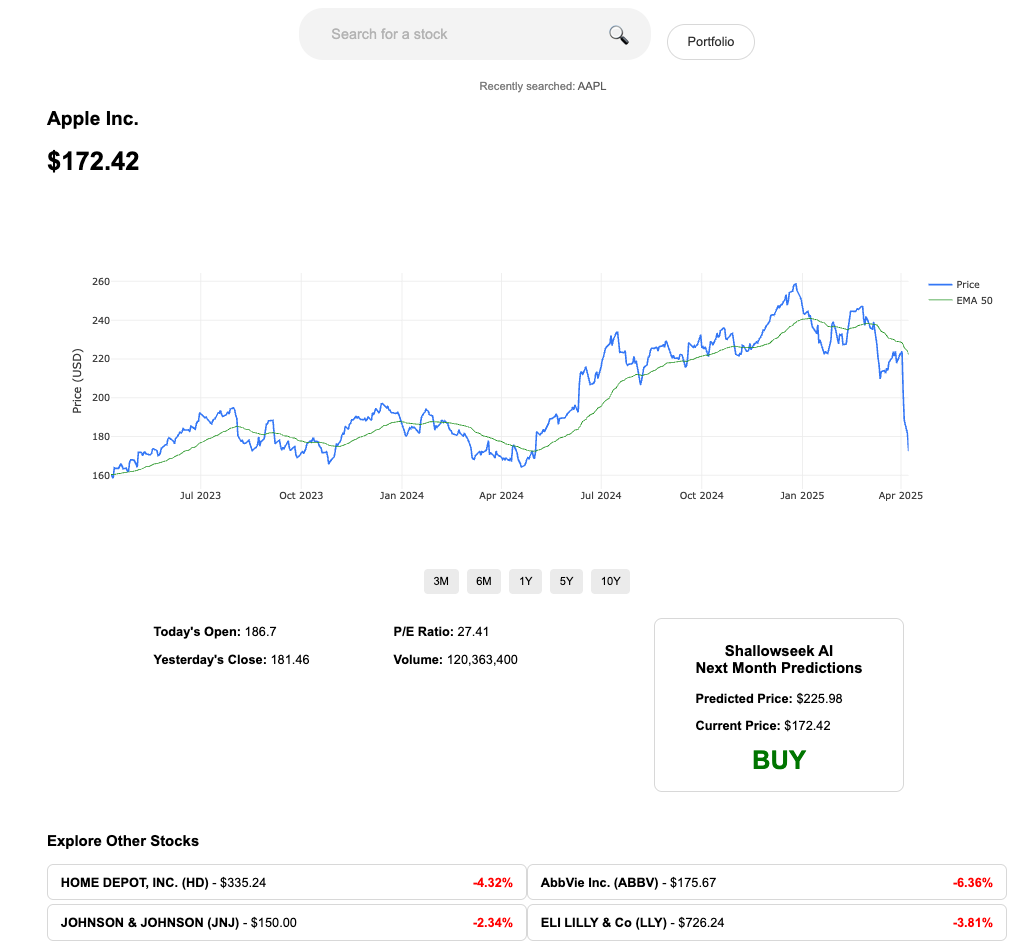 Search for a stock
Portfolio
Recently searched: AAPL
Apple Inc.
$172.42
260
240
220
200
180
160
Price (USD)
Jul 2023
Oct 2023
Jan 2024
Apr 2024
Jul 2024
Oct 2024
Jan 2025
Apr 2025
Price
EMA 50
3M 6M 1Y 5Y 10Y
Today's Open: 186.7
Yesterday's Close: 181.46
P/E Ratio: 27.41
Volume: 120,363,400
Shallowseek AI
Next Month Predictions
Predicted Price: $225.98
Current Price: $172.42
BUY
Explore Other Stocks
HOME DEPOT, INC. (HD) - $335.24 -4.32%
AbbVie Inc. (ABBV) - $175.67 -6.36%
JOHNSON & JOHNSON (JNJ) - $150.00 -2.34%
ELI LILLY & Co (LLY) - $726.24 -3.81%